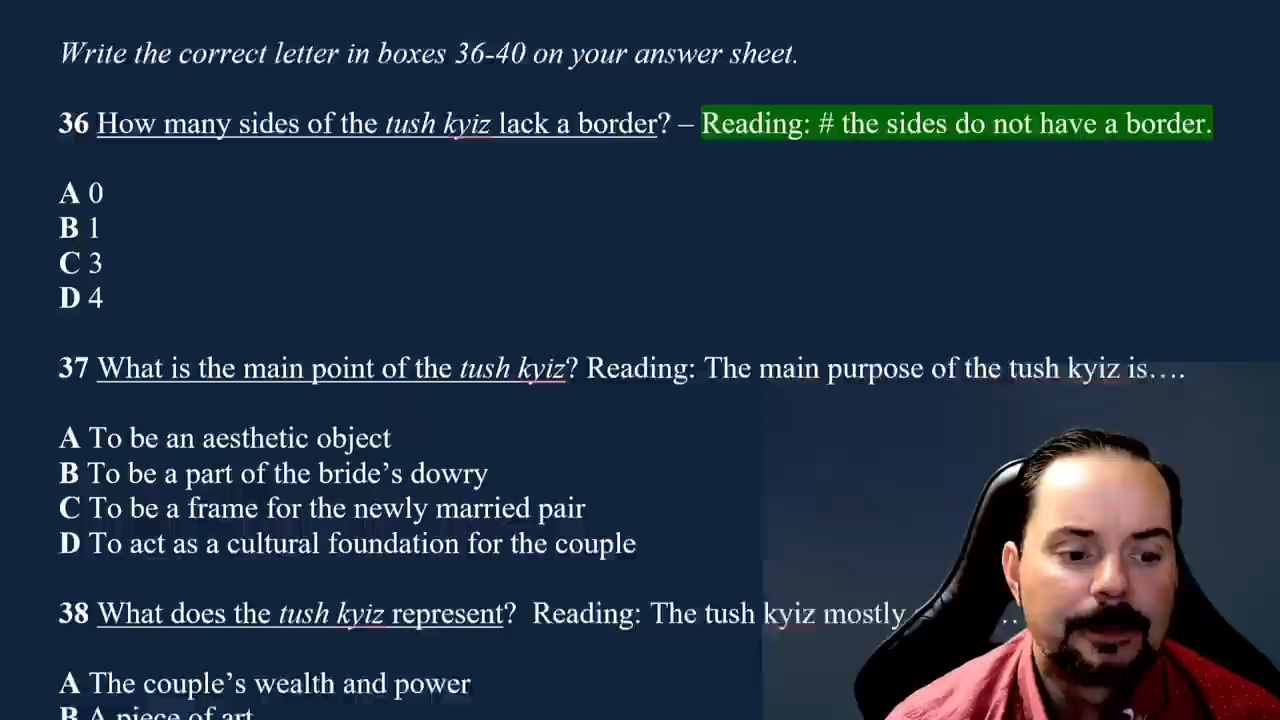 Write the correct letter in boxes 36-40 on your answer sheet.
36 How many sides of the tush kyiz lack a border? – Reading: # the sides do not have a border.
A 0
B 1
C 3
D 4
37 What is the main point of the tush kyiz? Reading: The main purpose of the tush kyiz is….
A To be an aesthetic object
B To be a part of the bride’s dowry
C To be a frame for the newly married pair
D To act as a cultural foundation for the couple
38 What does the tush kyiz represent? Reading: The tush kyiz mostly
A The couple’s wealth and power
B A piece of art